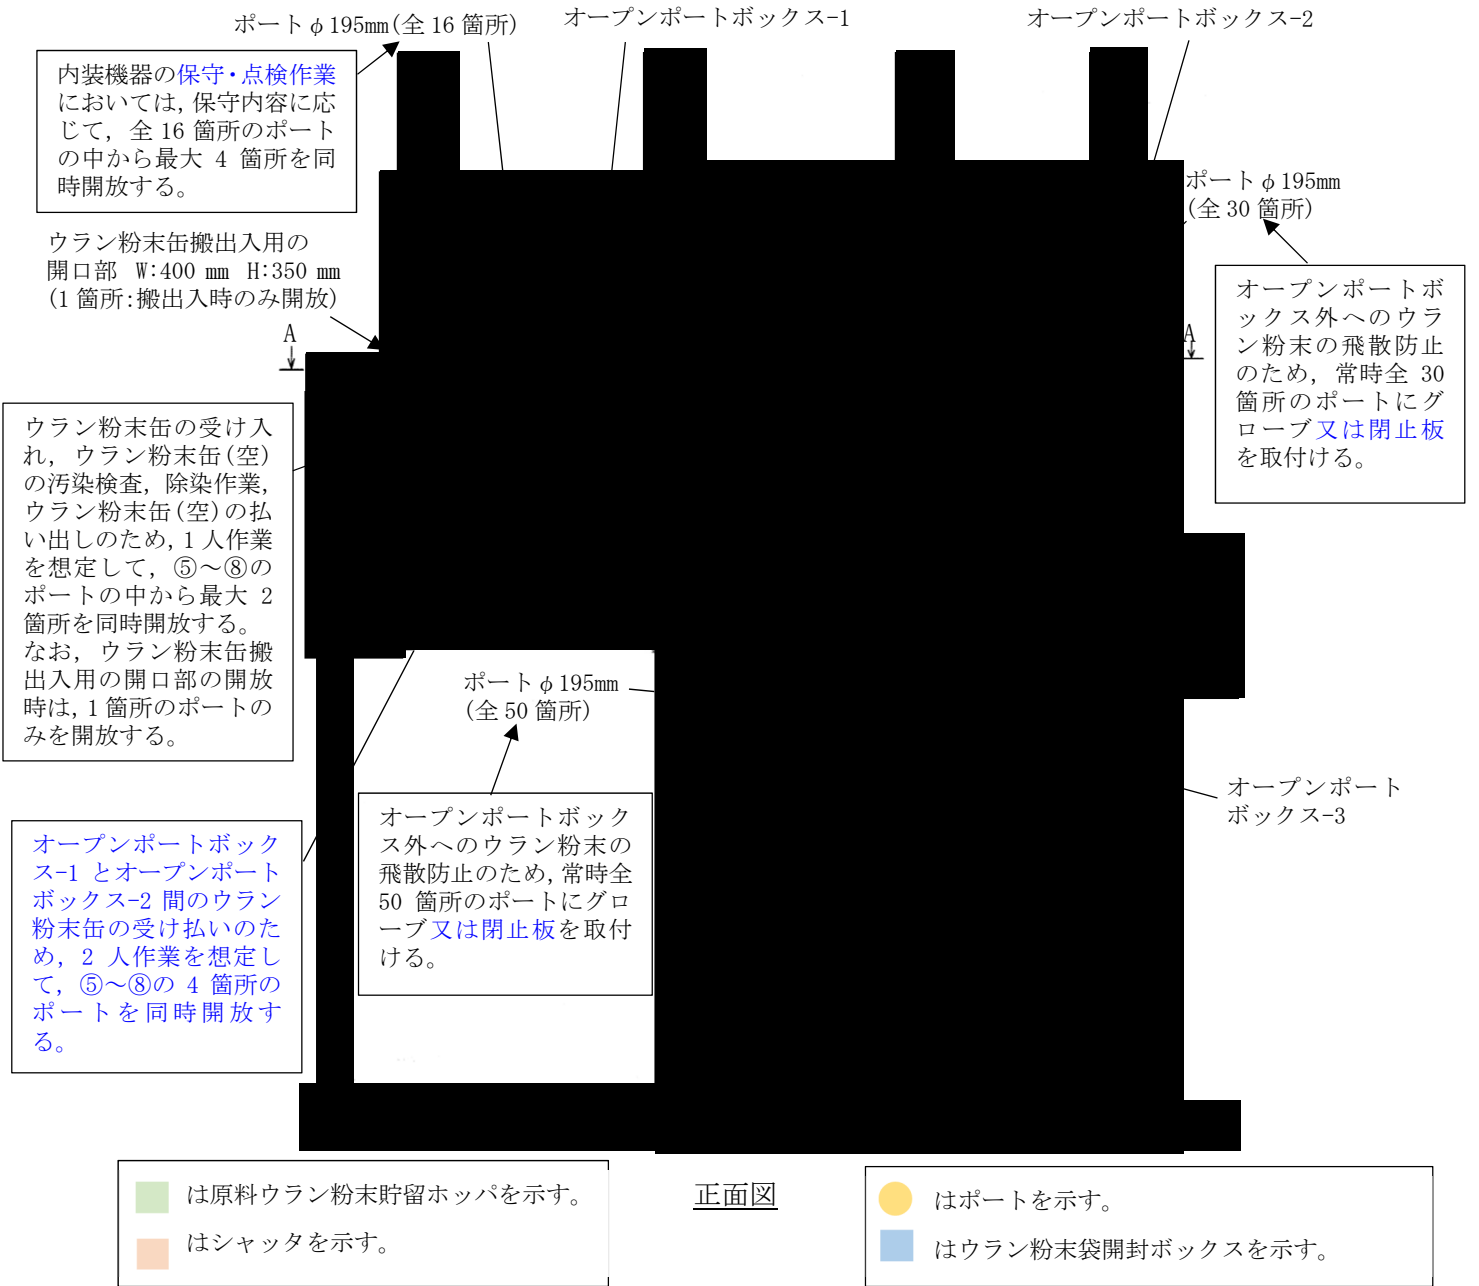 ポートφ195mm(全 16 箇所)
オープンポートボックス-1
オープンポートボックス-2
内装機器の保守・点検作業
においては,保守内容に応
じて, 全 16 箇所のポート
の中から最大 4 箇所を同
時開放する。
ポートφ195mm
(全 30 箇所)
ウラン粉末缶搬出入用の
開口部 W:400 mm H:350 mm
(1 箇所:搬出入時のみ開放)
A
A
オープンポートボ
ックス外へのウラ
ン粉末の飛散防止
のため, 常時全 30
箇所のポートにグ
ローブ又は閉止板
を取付ける。
ウラン粉末缶の受け入
れ, ウラン粉末缶(空)
の汚染検査, 除染作業,
ウラン粉末缶(空)の払
い出しのため,1 人作業
を想定して, ⑤~⑧の
ポートの中から最大 2
箇所を同時開放する。
なお, ウラン粉末缶搬
出入用の開口部の開放
時は,1 箇所のポートの
みを開放する。
ポートφ195mm
(全 50 箇所)
オープンポート
ボックス-3
オープンポートボックス
ス外へのウラン粉末の
飛散防止のため,常時全
50 箇所のポートにグロ
ーブ又は閉止板を取付
ける。
オープンポートボック
ス-1 とオープンポート
ボックス-2 間のウラン
粉末缶の受け払いのた
め, 2 人作業を想定し
て, ⑤~⑧の 4 箇所の
ポートを同時開放す
る。
正面図
は原料ウラン粉末貯留ホッパを示す。
はシャッタを示す。
はポートを示す。
はウラン粉末袋開封ボックスを示す。